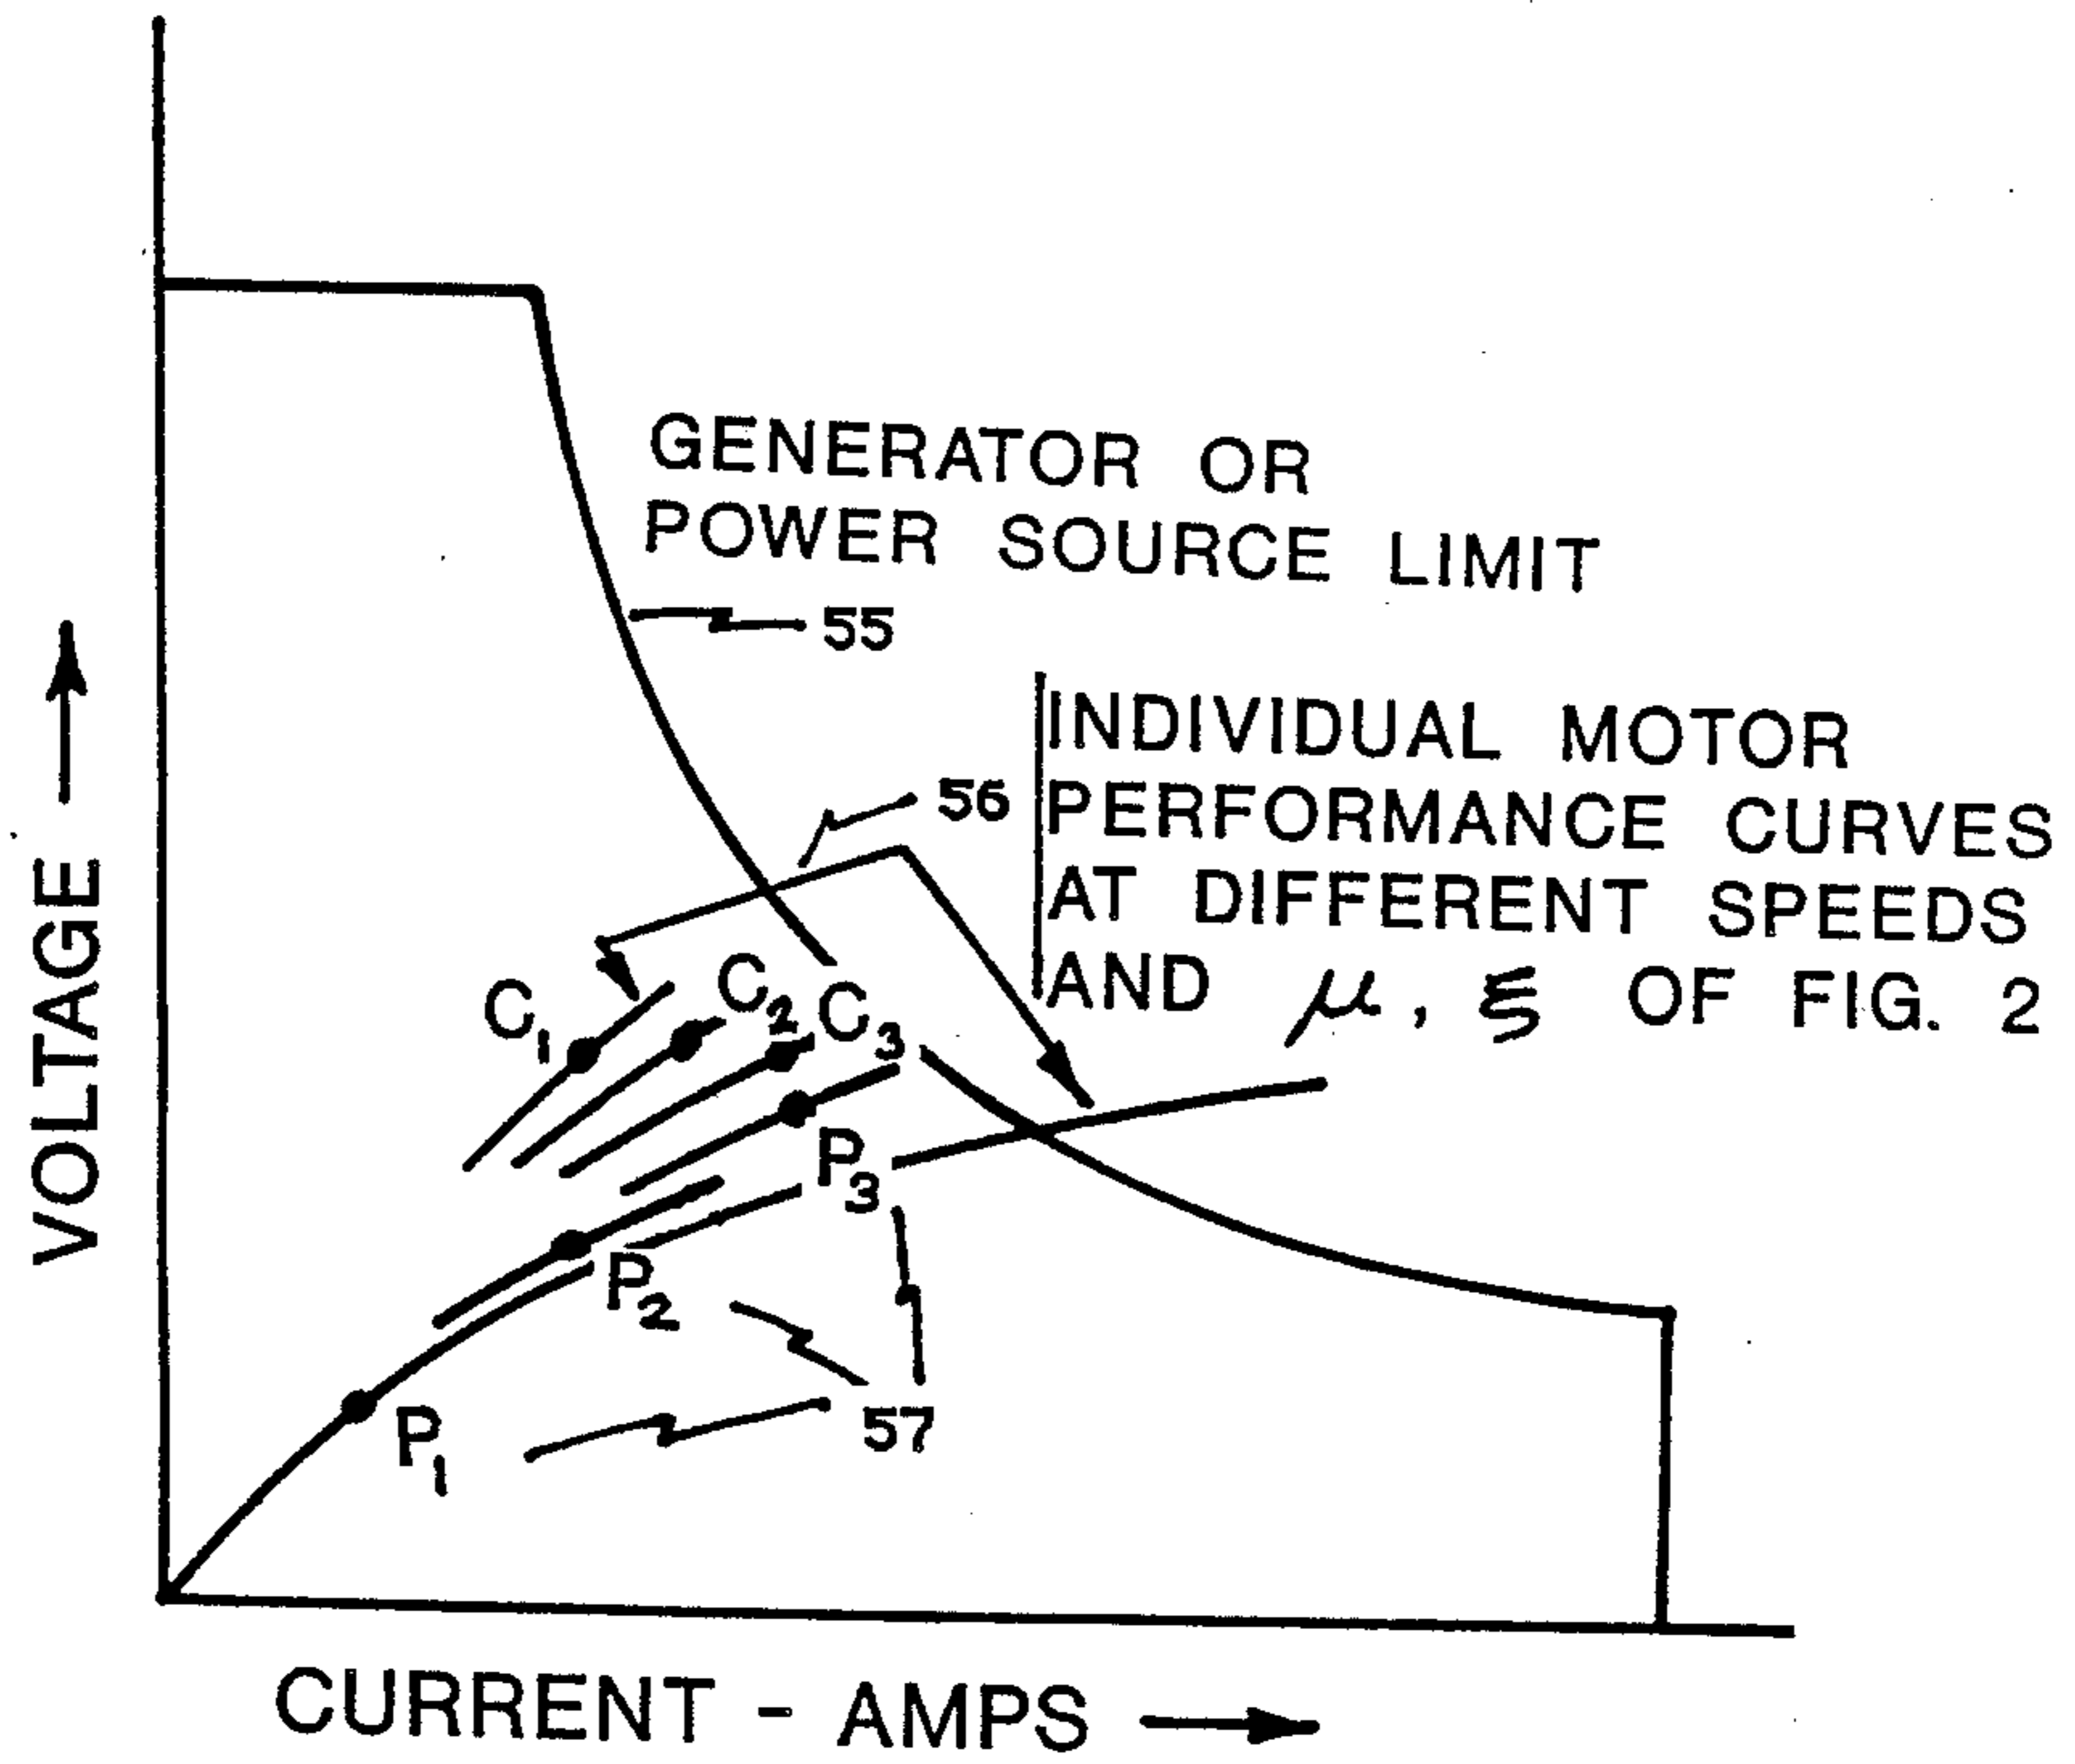 GENERATOR OR
POWER SOURCE LIMIT
55
56
INDIVIDUAL MOTOR
PERFORMANCE CURVES
AT DIFFERENT SPEEDS
AND μ, ξ OF FIG. 2
C₁
C₂
C₃
P₃
P₂
P₁
57
VOLTAGE
CURRENT - AMPS